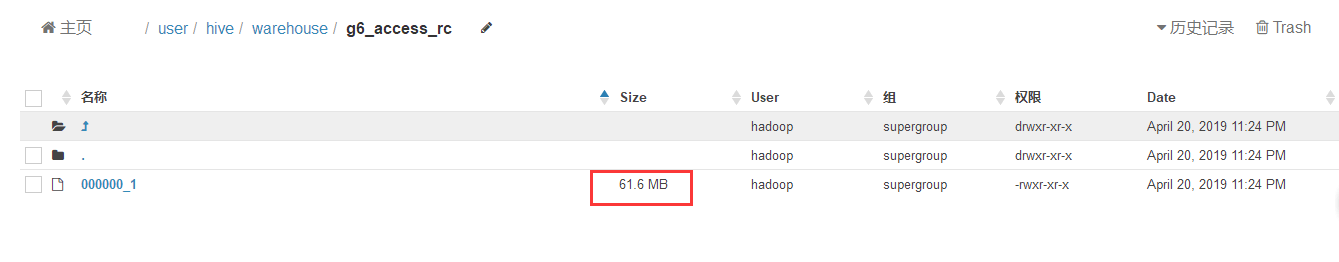 主页 / user / hive / warehouse / g6_access_rc 历史记录 Trash
名称 Size User 组 权限 Date
hadoop supergroup drwxr-xr-x April 20, 2019 11:24 PM
. hadoop supergroup drwxr-xr-x April 20, 2019 11:24 PM
000000_1 61.6 MB hadoop supergroup -rwxr-xr-x April 20, 2019 11:24 PM